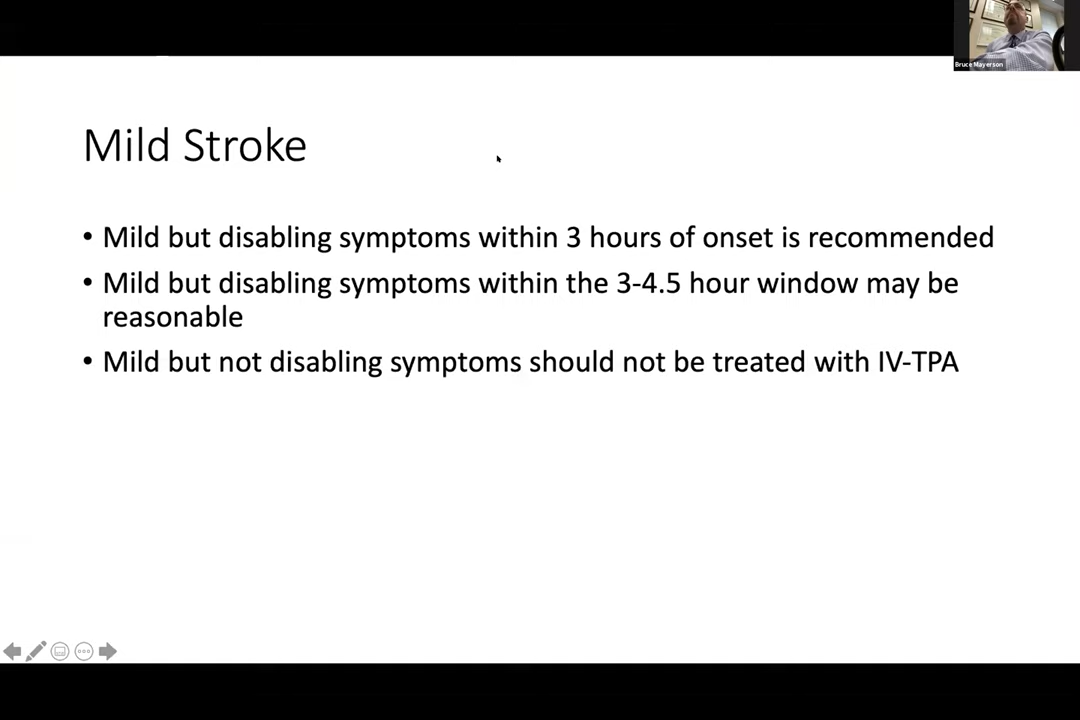 Bruce Mayerson
Mild Stroke
• Mild but disabling symptoms within 3 hours of onset is recommended
• Mild but disabling symptoms within the 3-4.5 hour window may be
reasonable
• Mild but not disabling symptoms should not be treated with IV-TPA